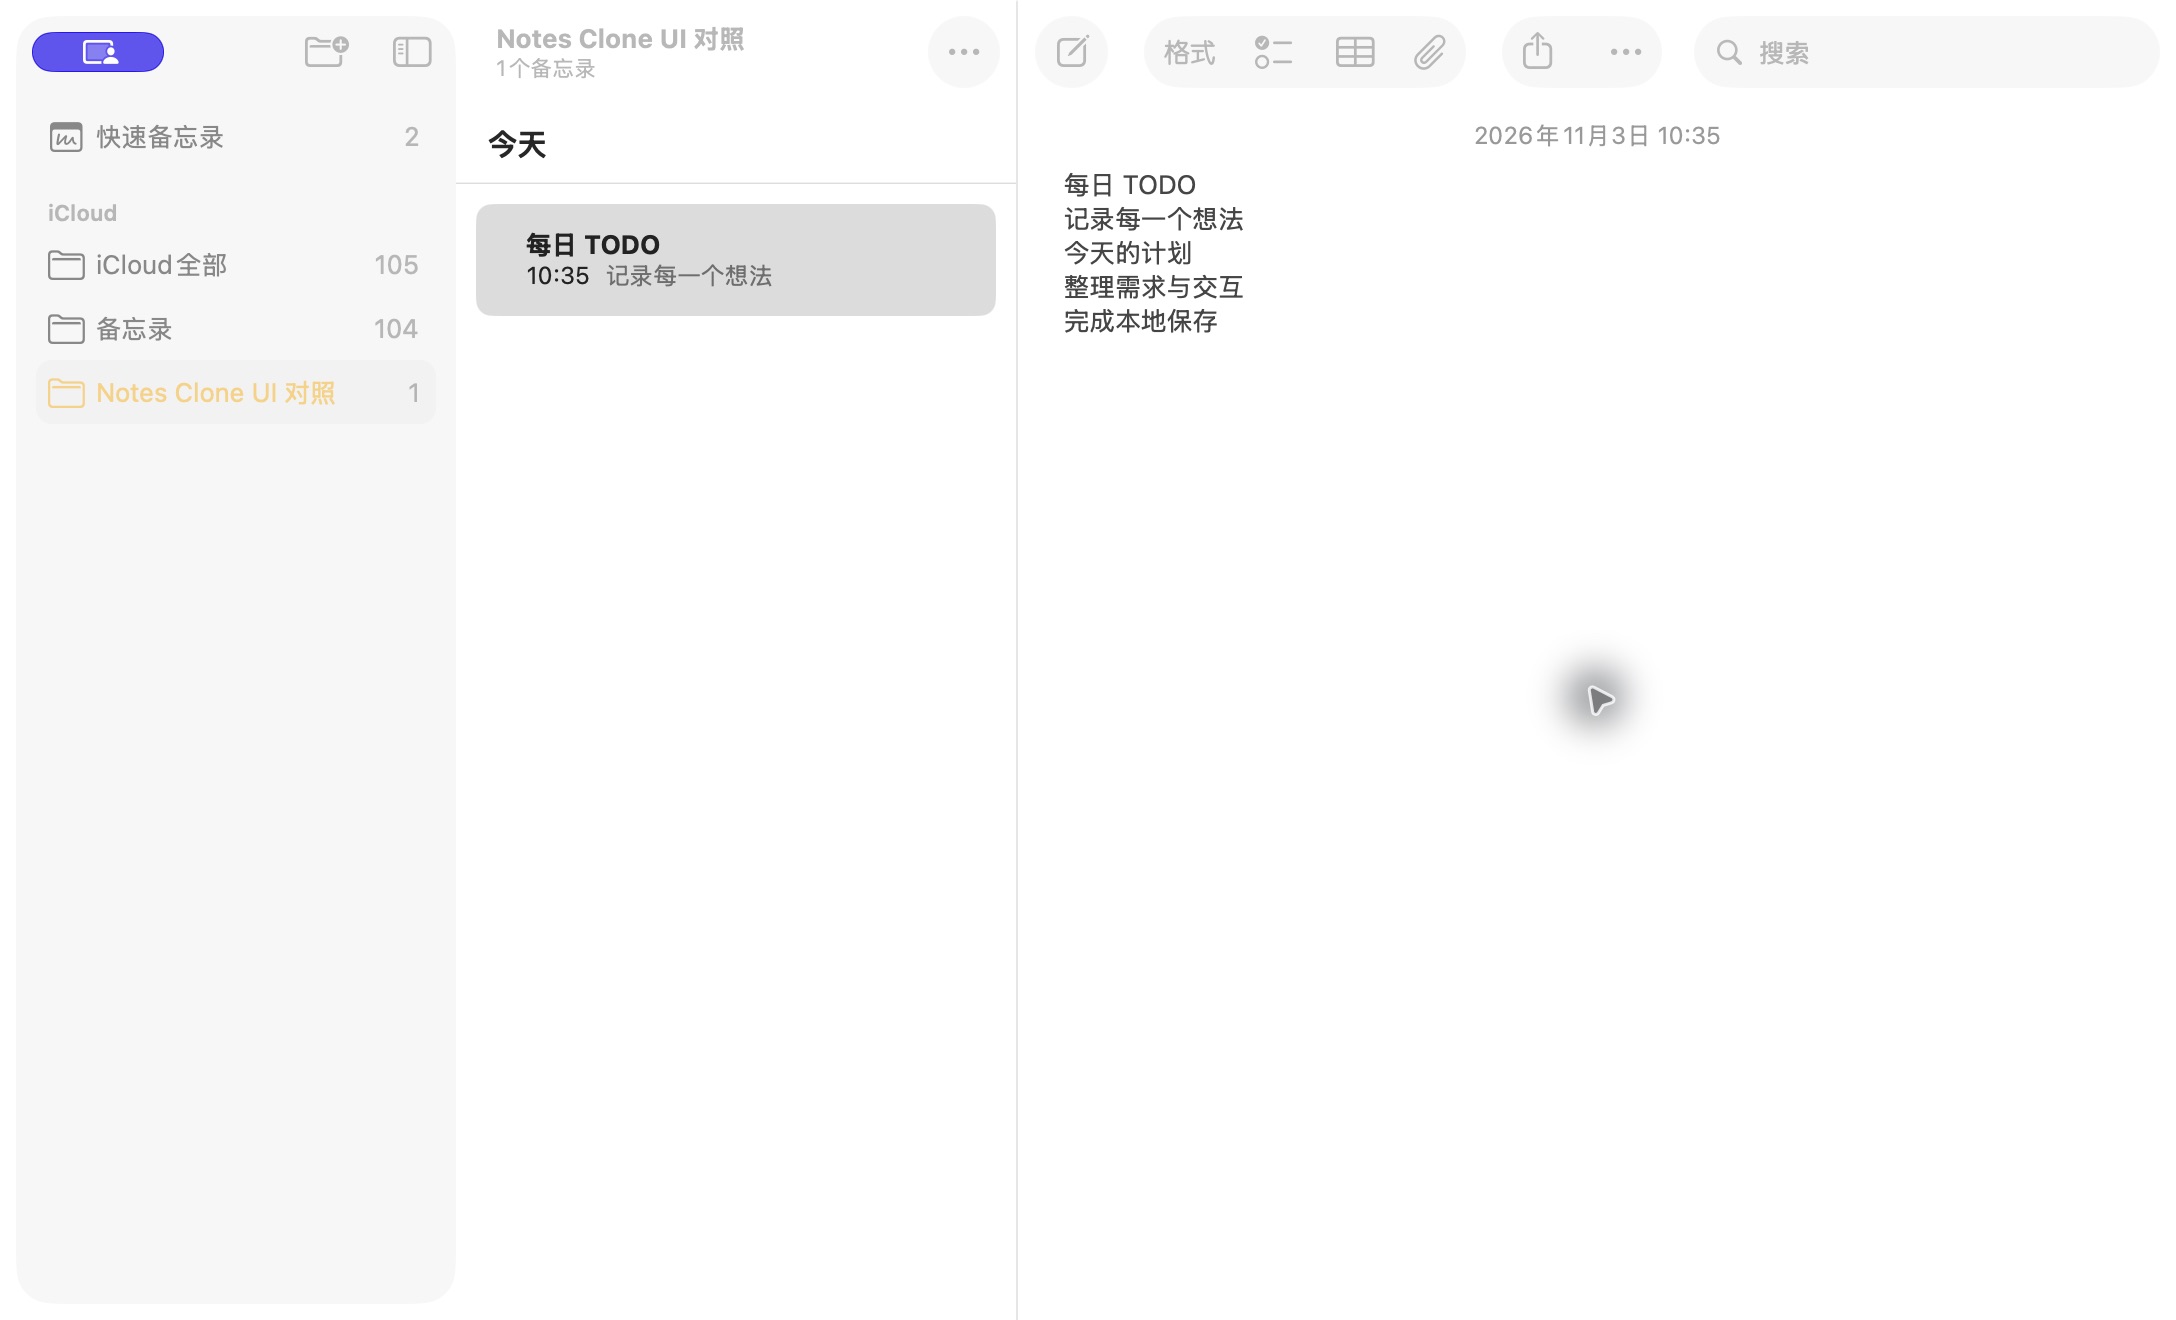 快速备忘录 2
iCloud
iCloud全部 105
备忘录 104
Notes Clone UI 对照 1
Notes Clone UI 对照
1个备忘录
今天
每日 TODO
10:35 记录每一个想法
格式
搜索
2026年11月3日 10:35
每日 TODO
记录每一个想法
今天的计划
整理需求与交互
完成本地保存